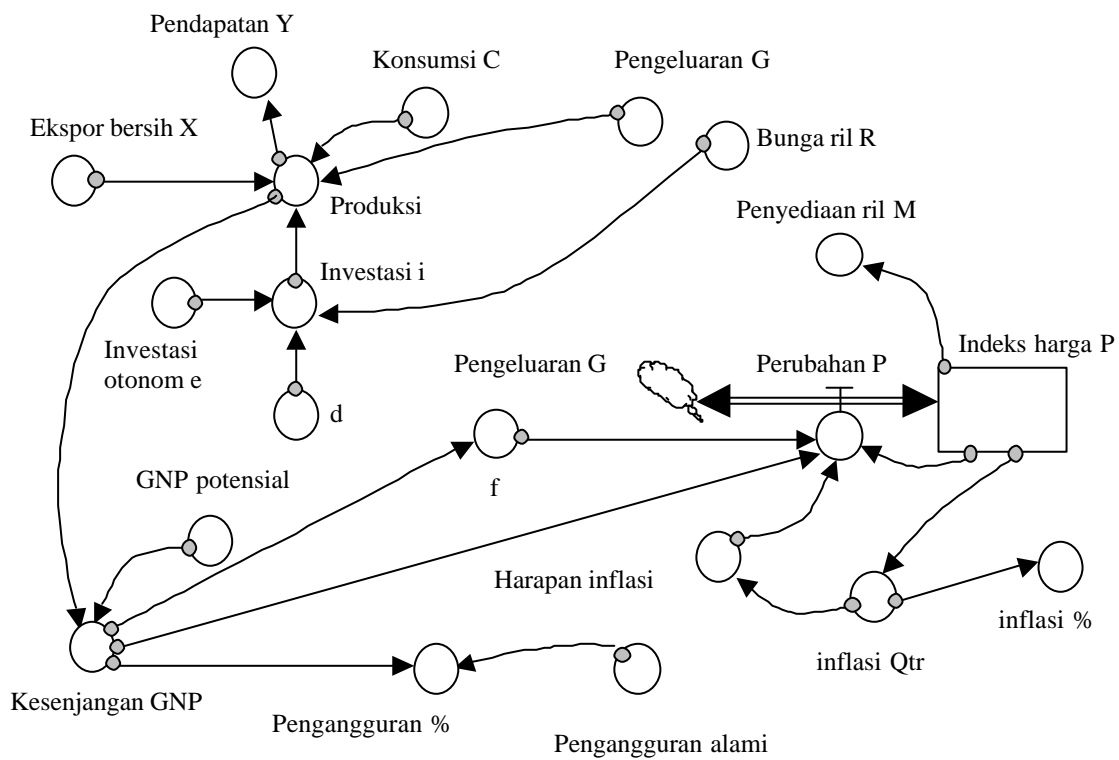 Pendapatan Y
Konsumsi C
Pengeluaran G
Ekspor bersih X
Bunga ril R
Produksi
Penyediaan ril M
Investasi i
Investasi
otonom e
Pengeluaran G
Perubahan P
Indeks harga P
d
GNP potensial
f
Harapan inflasi
inflasi %
inflasi Qtr
Kesenjangan GNP
Pengangguran %
Pengangguran alami